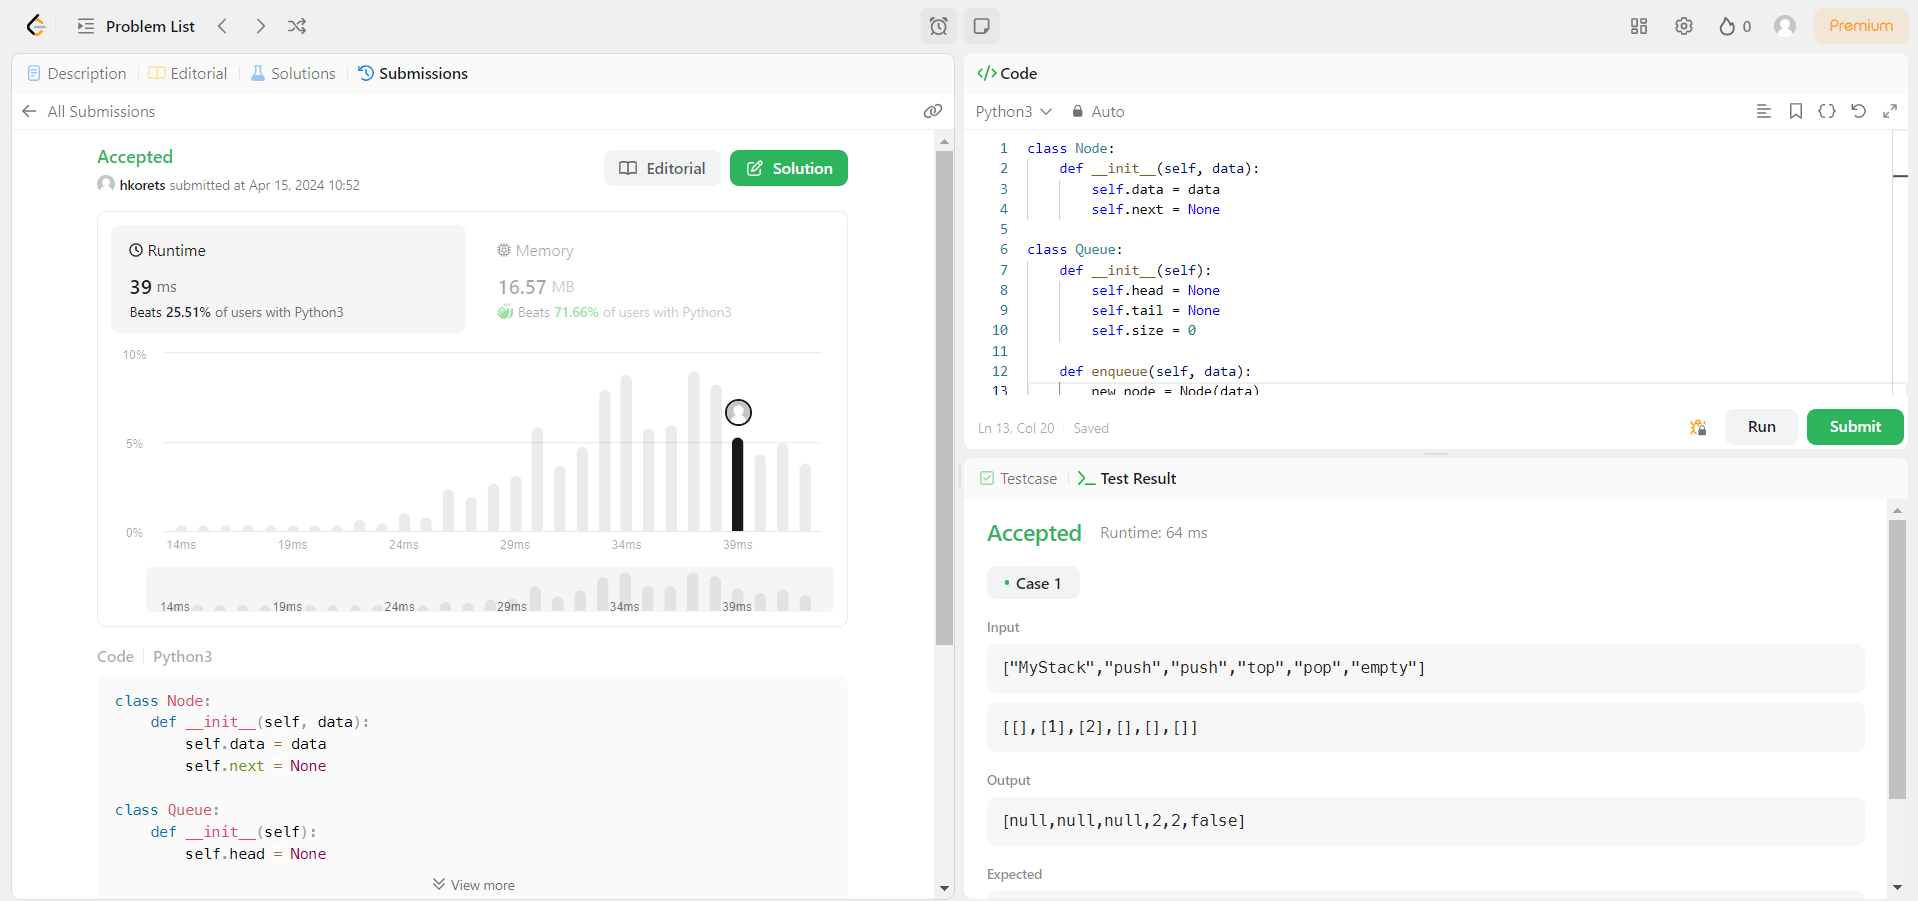 Problem List
0
Premium
Description
Editorial
Solutions
Submissions
All Submissions
Accepted
hkorets submitted at Apr 15, 2024 10:52
Editorial
Solution
Runtime
39 ms
Beats 25.51% of users with Python3
Memory
16.57 MB
Beats 71.66% of users with Python3
10%
5%
0%
14ms 19ms 24ms 29ms 34ms 39ms
14ms 19ms 24ms 29ms 34ms 39ms
Code Python3
class Node:
    def __init__(self, data):
        self.data = data
        self.next = None
class Queue:
    def __init__(self):
        self.head = None
View more
</> Code
Python3 Auto
1 class Node:
2     def __init__(self, data):
3         self.data = data
4         self.next = None
5
6 class Queue:
7     def __init__(self):
8         self.head = None
9         self.tail = None
10         self.size = 0
11
12     def enqueue(self, data):
13         new_node = Node(data)
Ln 13, Col 20 Saved
Run
Submit
Testcase
Test Result
Accepted Runtime: 64 ms
• Case 1
Input
["MyStack","push","push","top","pop","empty"]
[[],[1],[2],[],[],[]]
Output
[null,null,null,2,2,false]
Expected